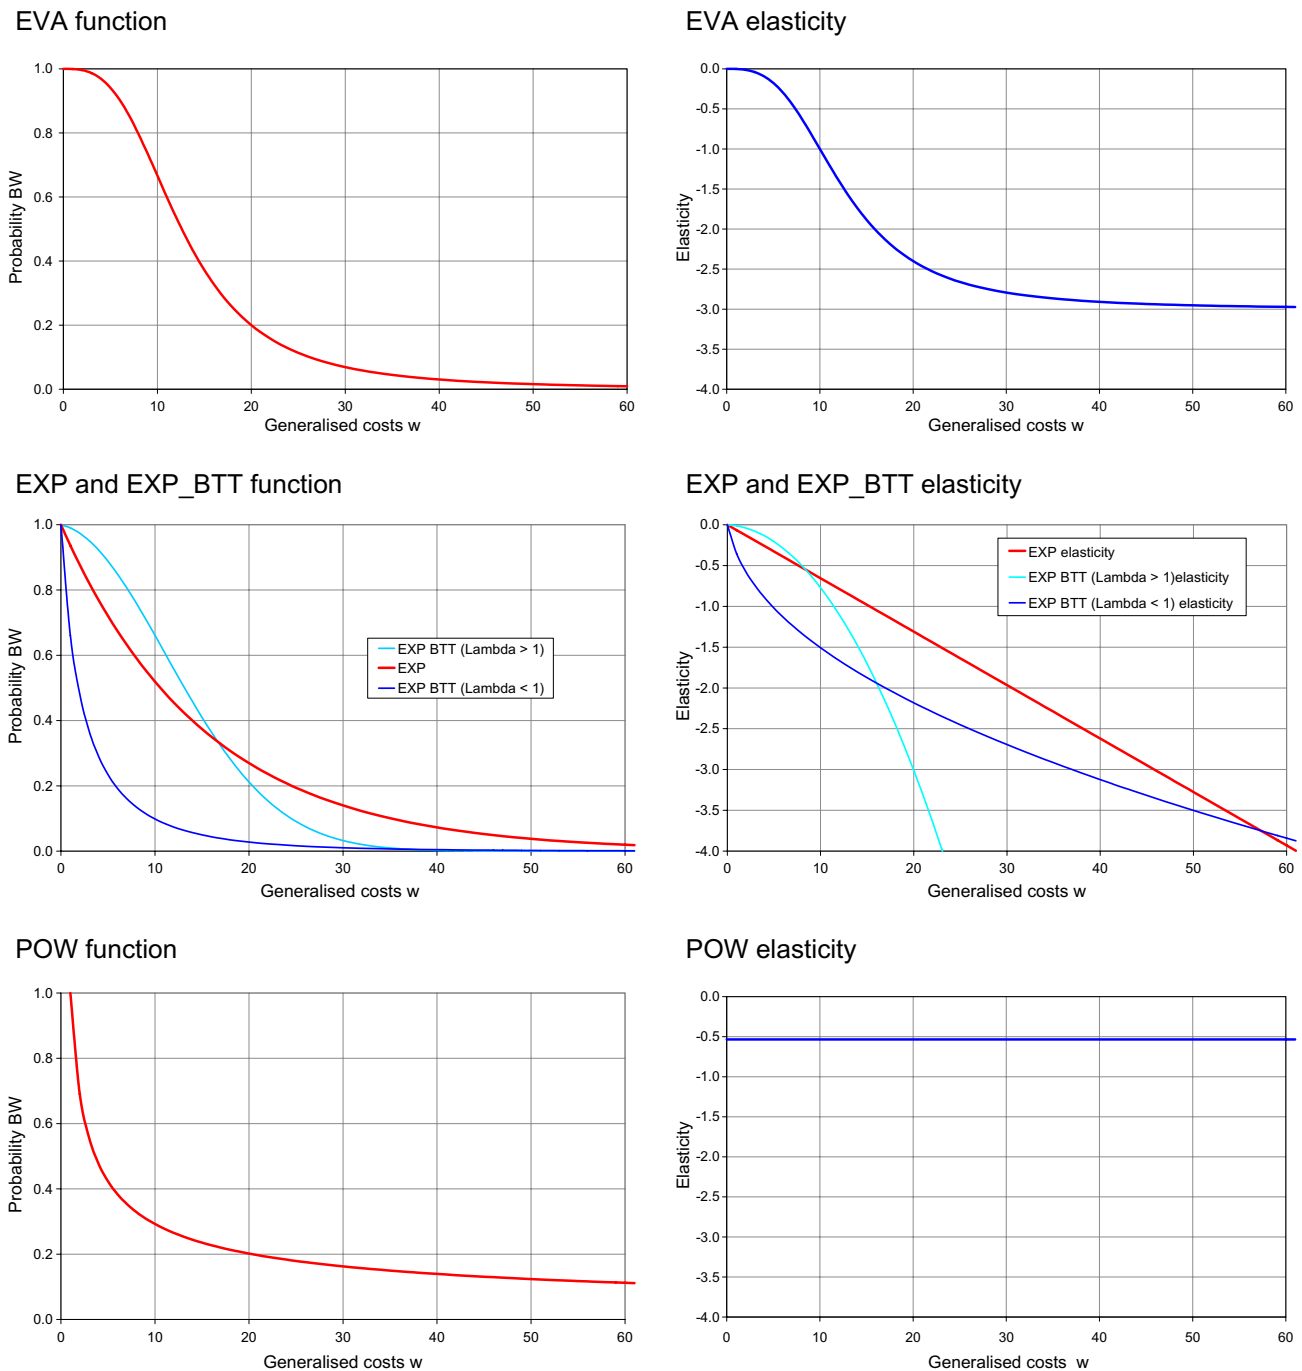 EVA function
EVA elasticity
1.0
0.8
0.6
0.4
0.2
0.0
Probability BW
0 10 20 30 40 50 60
Generalised costs w
0.0
-0.5
-1.0
-1.5
-2.0
-2.5
-3.0
-3.5
-4.0
Elasticity
0 10 20 30 40 50 60
Generalised costs w
EXP and EXP_BTT function
EXP and EXP_BTT elasticity
1.0
0.8
0.6
0.4
0.2
0.0
Probability BW
EXP BTT (Lambda > 1)
EXP
EXP BTT (Lambda < 1)
0 10 20 30 40 50 60
Generalised costs w
0.0
-0.5
-1.0
-1.5
-2.0
-2.5
-3.0
-3.5
-4.0
Elasticity
EXP elasticity
EXP BTT (Lambda > 1)elasticity
EXP BTT (Lambda < 1) elasticity
0 10 20 30 40 50 60
Generalised costs w
POW function
POW elasticity
1.0
0.8
0.6
0.4
0.2
0.0
Probability BW
0 10 20 30 40 50 60
Generalised costs w
0.0
-0.5
-1.0
-1.5
-2.0
-2.5
-3.0
-3.5
-4.0
Elasticity
0 10 20 30 40 50 60
Generalised costs w